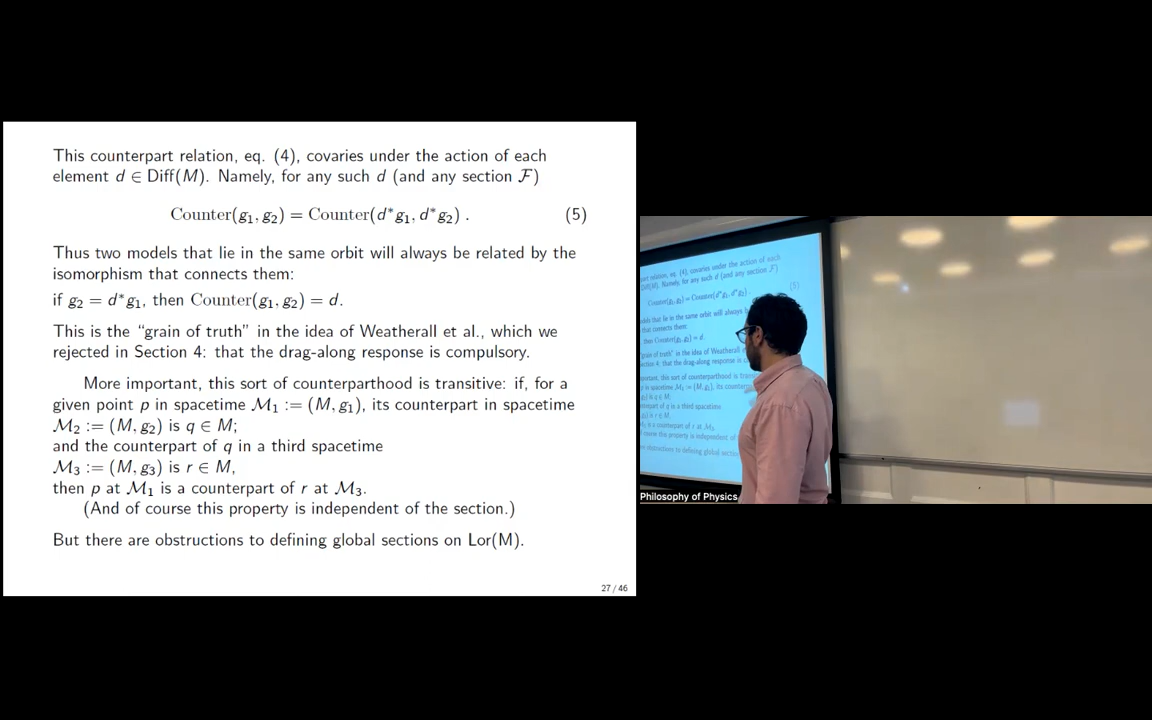 This counterpart relation, eq. (4), covaries under the action of each
element d ∈ Diff(M). Namely, for any such d (and any section ℱ)
Counter(g₁, g₂) = Counter(d*g₁, d*g₂) . (5)
Thus two models that lie in the same orbit will always be related by the
isomorphism that connects them:
if g₂ = d*g₁, then Counter(g₁, g₂) = d.
This is the “grain of truth” in the idea of Weatherall et al., which we
rejected in Section 4: that the drag-along response is compulsory.
More important, this sort of counterparthood is transitive: if, for a
given point p in spacetime ℳ₁ := (M, g₁), its counterpart in spacetime
ℳ₂ := (M, g₂) is q ∈ M;
and the counterpart of q in a third spacetime
ℳ₃ := (M, g₃) is r ∈ M,
then p at ℳ₁ is a counterpart of r at ℳ₃.
(And of course this property is independent of the section.)
But there are obstructions to defining global sections on Lor(M).
27 / 46
Philosophy of Physics